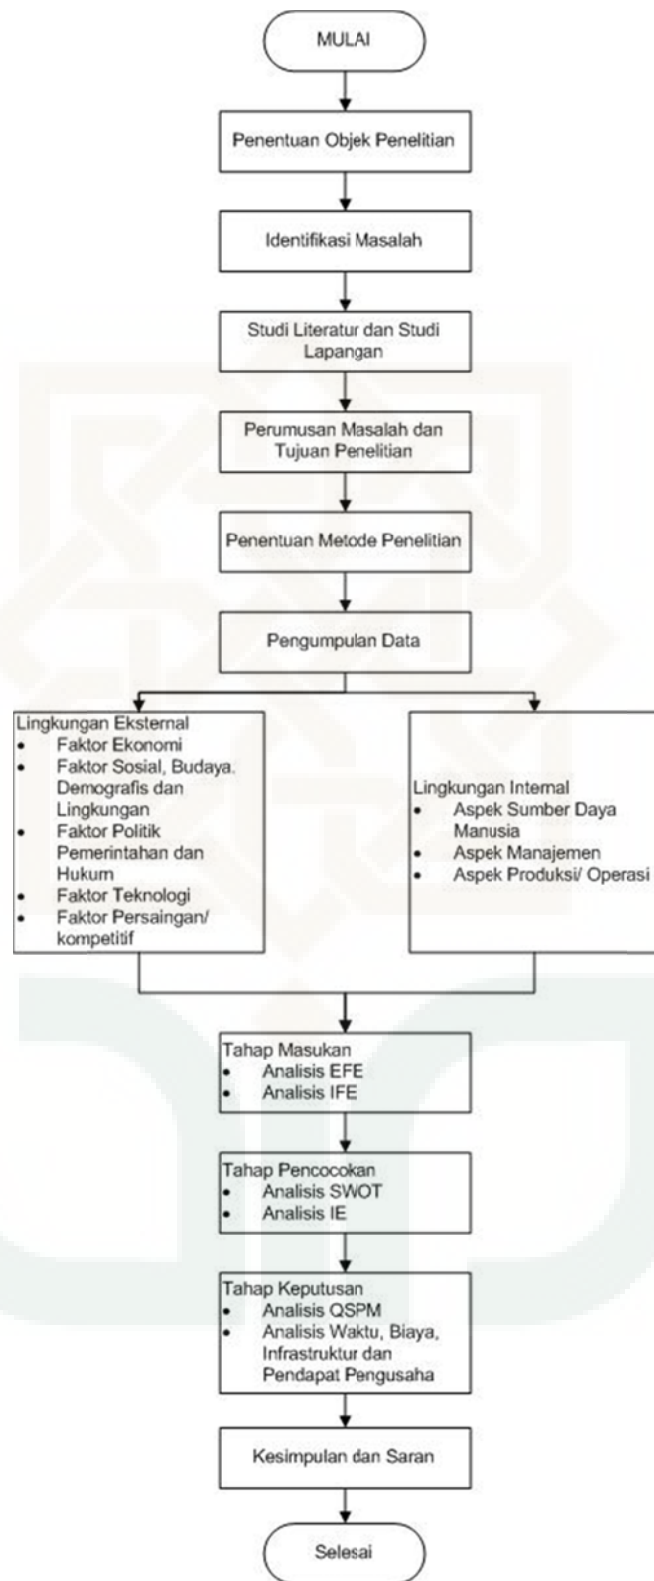 MULAI
Penentuan Objek Penelitian
Identifikasi Masalah
Studi Literatur dan Studi
Lapangan
Perumusan Masalah dan
Tujuan Penelitian
Penentuan Metode Penelitian
Pengumpulan Data
Lingkungan Eksternal
• Faktor Ekonomi
• Faktor Sosial, Budaya.
Demografis dan
Lingkungan
• Faktor Politik
Pemerintahan dan
Hukum
• Faktor Teknologi
• Faktor Persaingan/
kompetitif
Lingkungan Internal
• Aspek Sumber Daya
Manusia
• Aspek Manajemen
• Aspek Produksi/ Operasi
Tahap Masukan
• Analisis EFE
• Analisis IFE
Tahap Pencocokan
• Analisis SWOT
• Analisis IE
Tahap Keputusan
• Analisis QSPM
• Analisis Waktu, Biaya,
Infrastruktur dan
Pendapat Pengusaha
Kesimpulan dan Saran
Selesai